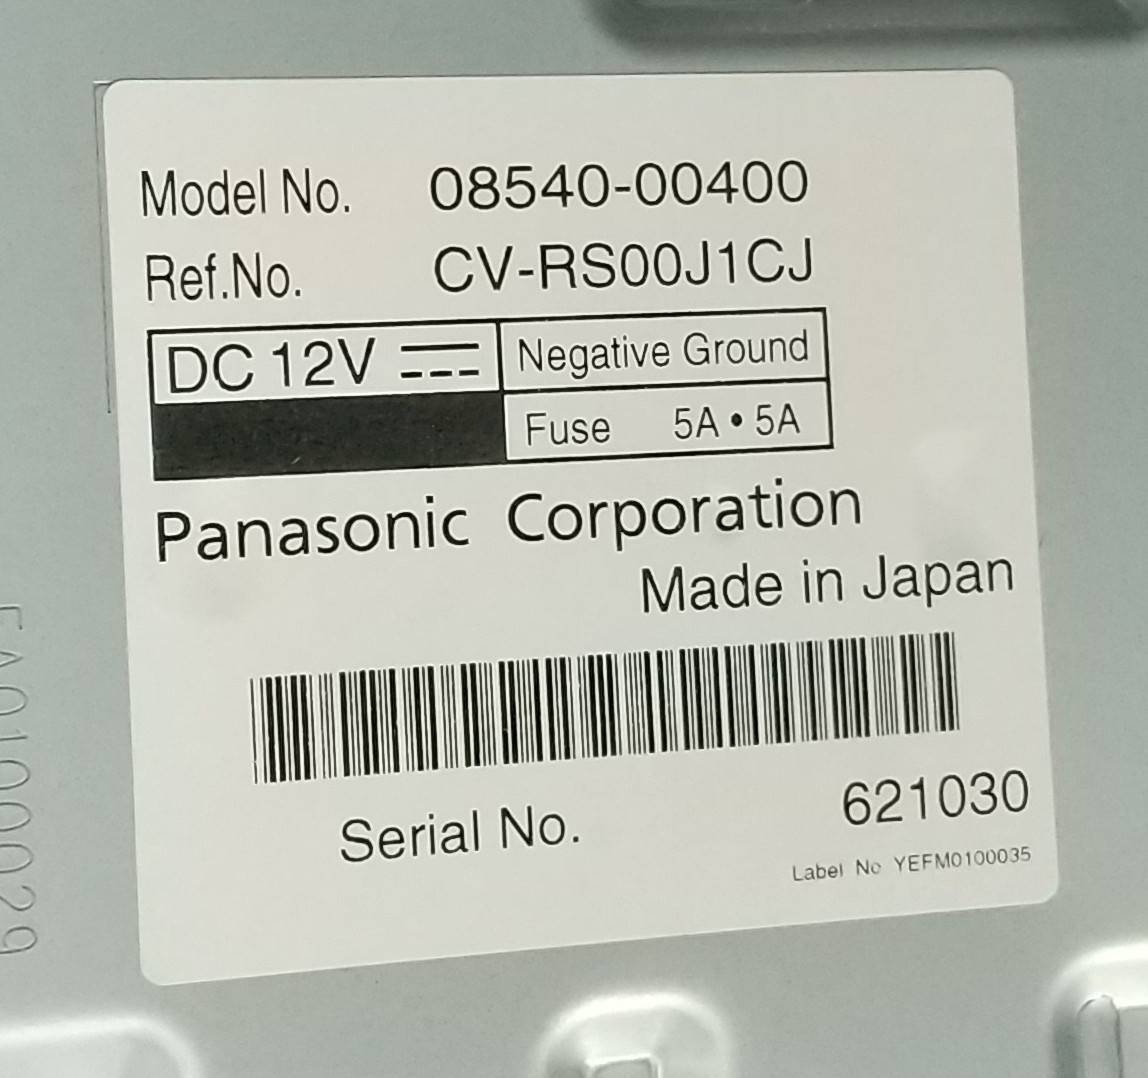 Model No. 08540-00400
Ref.No. CV-RS00J1CJ
DC 12V Negative Ground
Fuse 5A • 5A
Panasonic Corporation
Made in Japan
Serial No. 621030
Label No YEFM0100035